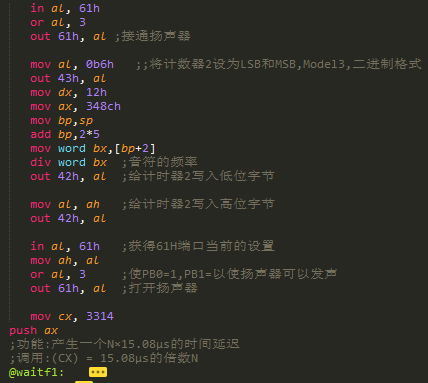 in al, 61h
or al, 3
out 61h, al ;接通扬声器
mov al, 0b6h ;;将计数器2设为LSB和MSB,Model3,二进制格式
out 43h, al
mov dx, 12h
mov ax, 348ch
mov bp,sp
add bp,2*5
mov word bx,[bp+2]
div word bx ;音符的频率
out 42h, al ;给计时器2写入低位字节
mov al, ah ;给计时器2写入高位字节
out 42h, al
in al, 61h ;获得61H端口当前的设置
mov ah, al
or al, 3 ;使PB0=1,PB1=以使扬声器可以发声
out 61h, al ;打开扬声器
mov cx, 3314
push ax
;功能:产生一个N×15.08μs的时间延迟
;调用:(CX) = 15.08μs的倍数N
@waitf1: ...